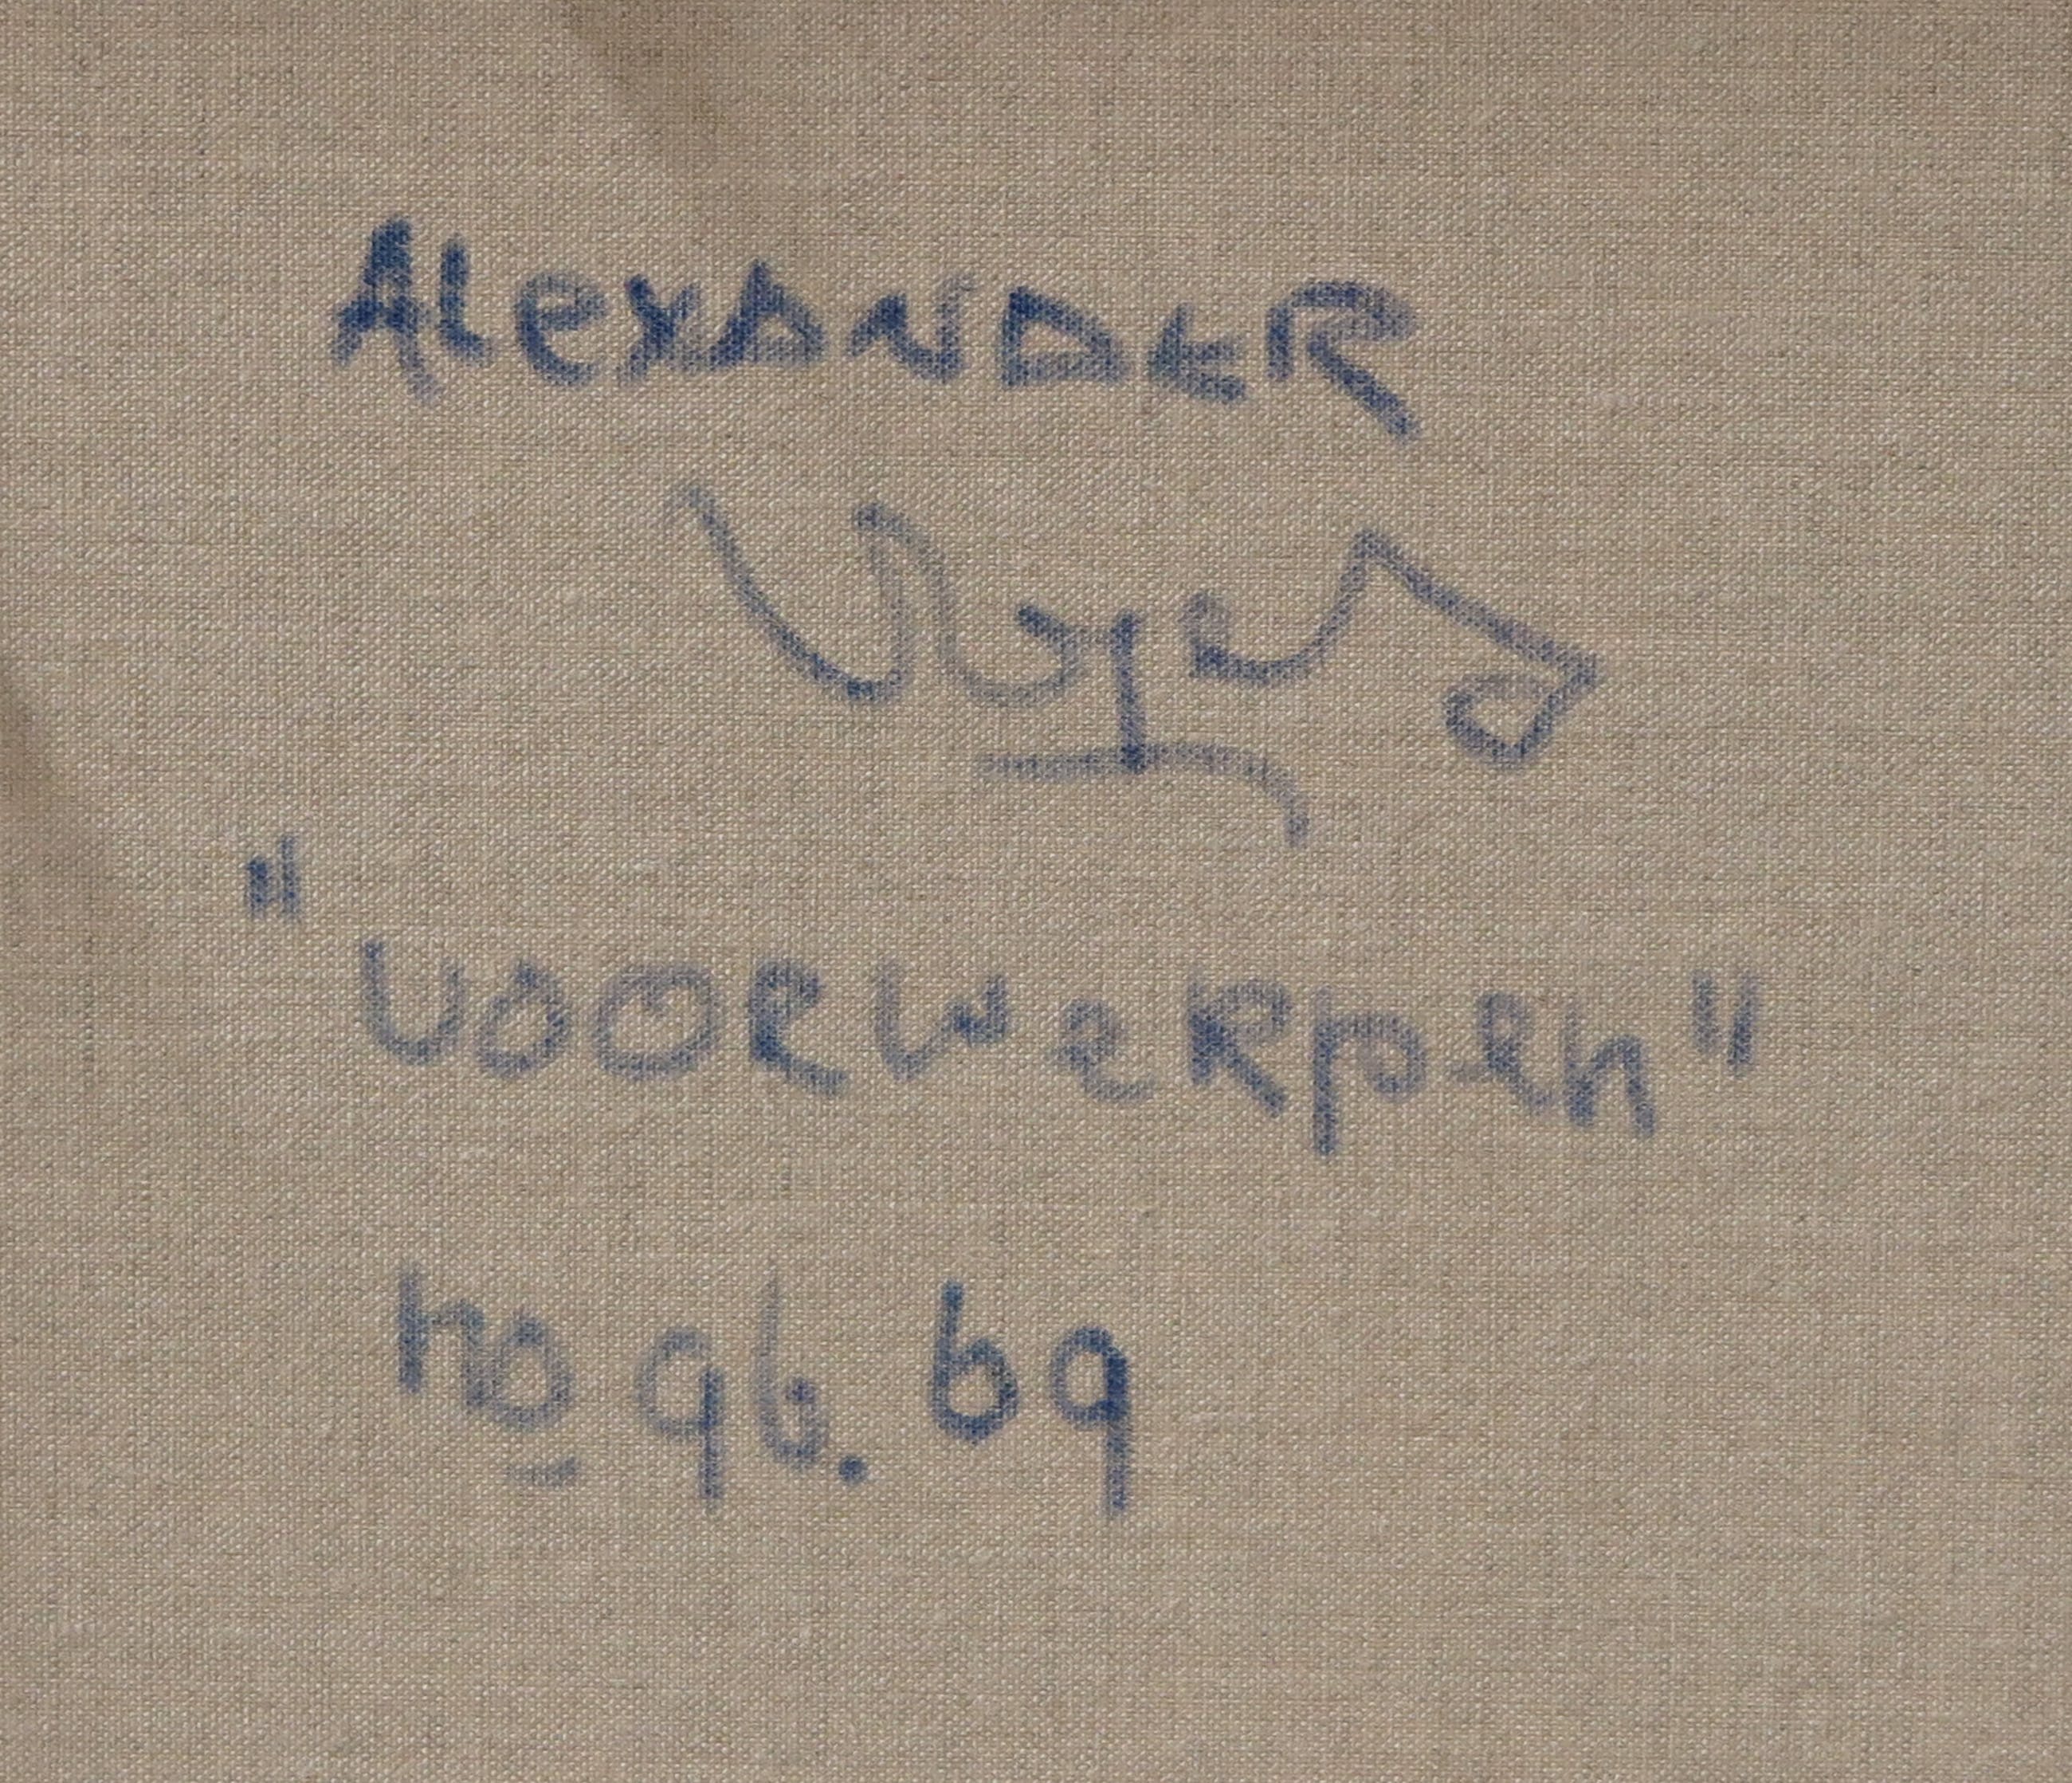 ALexANDER
"voorwerpen"
no 96.69